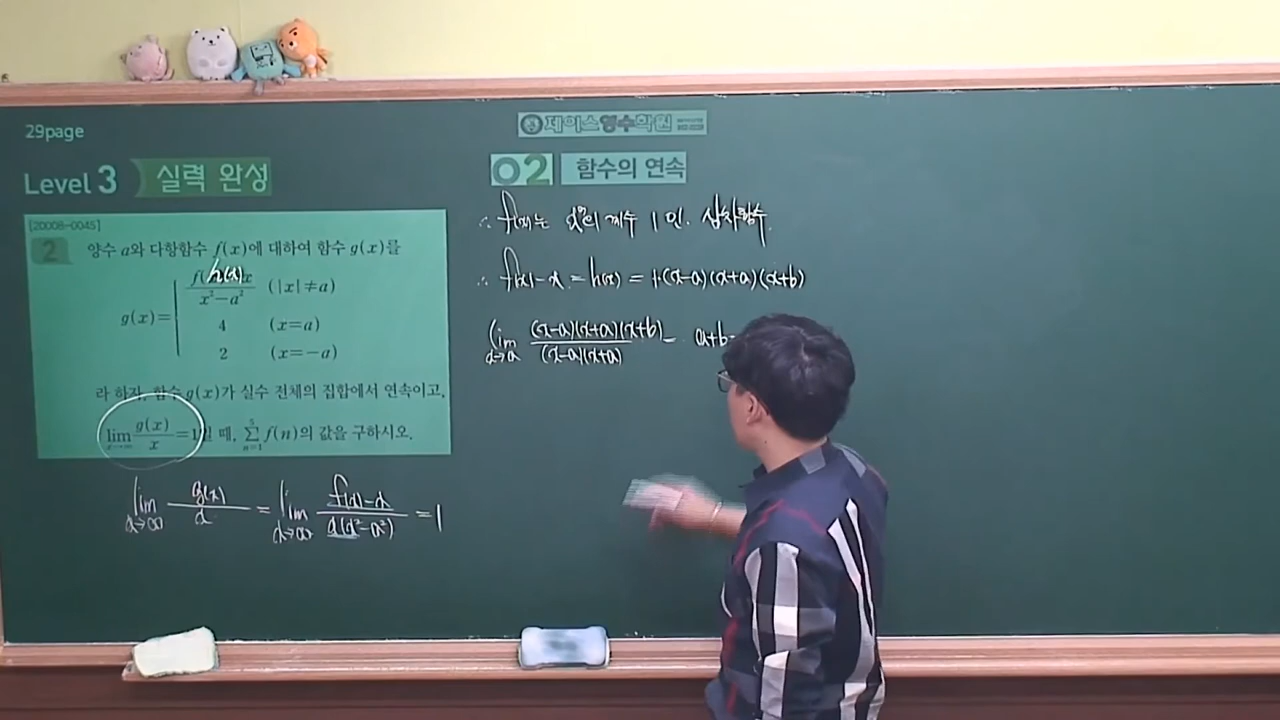 29page
Level 3 실력 완성
[20008-0045]
2 양수 a와 다항함수 f(x)에 대하여 함수 g(x)를
g(x)= h(x) / x²-a² (|x|≠a)
4 (x=a)
2 (x=-a)
라 하자. 함수 g(x)가 실수 전체의 집합에서 연속이고,
lim g(x)/x =1일 때, 5∑n=1 f(n)의 값을 구하시오.
lim x→∞ g(x)/x = lim x→∞ f(x)-x / x(x²-a²) =1
제이스영수학원
02 함수의 연속
∴ f(x)는 계수 1인 삼차함수.
∴ f(x)-x = h(x) = 1·(x-a)(x+a)(x+b)
lim x→a (x-a)(x+a)(x+b) / (x-a)(x+a) = a+b=